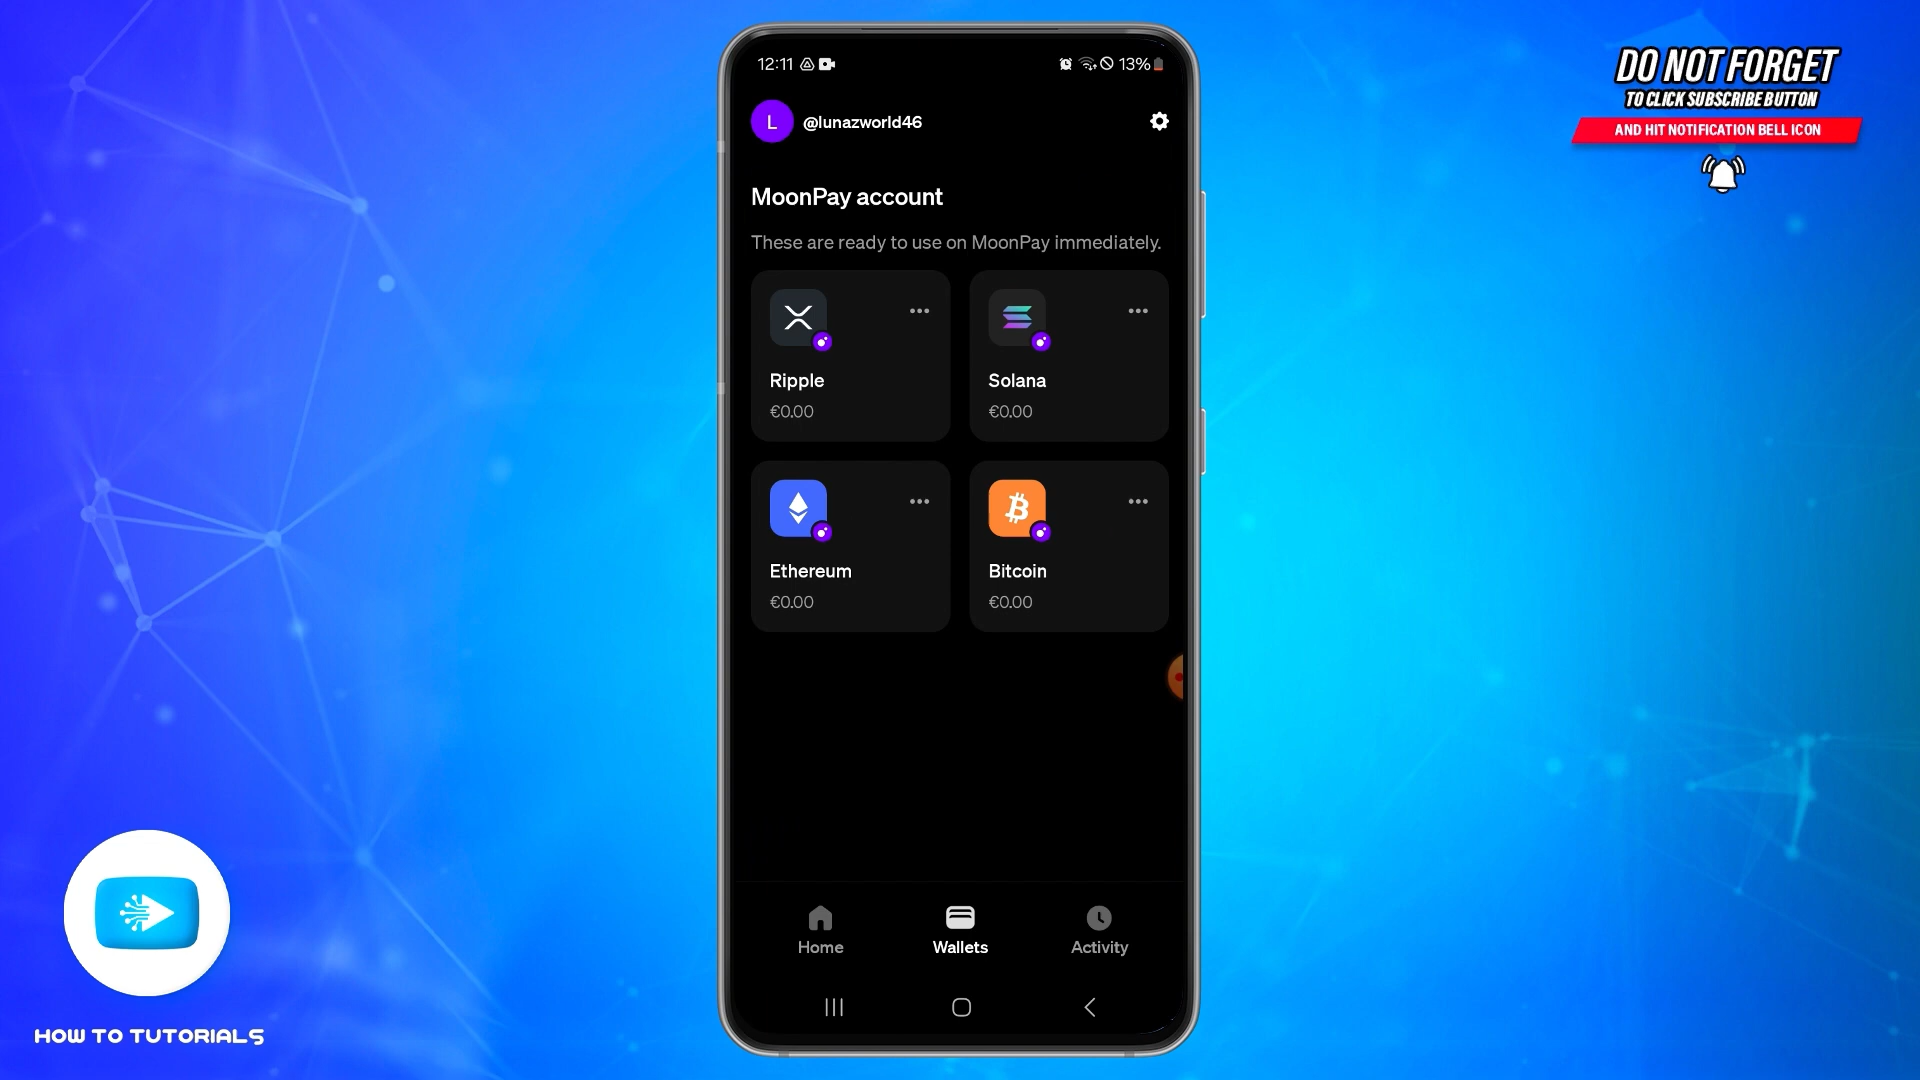 DO NOT FORGET
TO CLICK SUBSCRIBE BUTTON
AND HIT NOTIFICATION BELL ICON
12:11
13%
L
@lunazworld46
MoonPay account
These are ready to use on MoonPay immediately.
Ripple
€0.00
Solana
€0.00
Ethereum
€0.00
Bitcoin
€0.00
Home
Wallets
Activity
HOW TO TUTORIALS